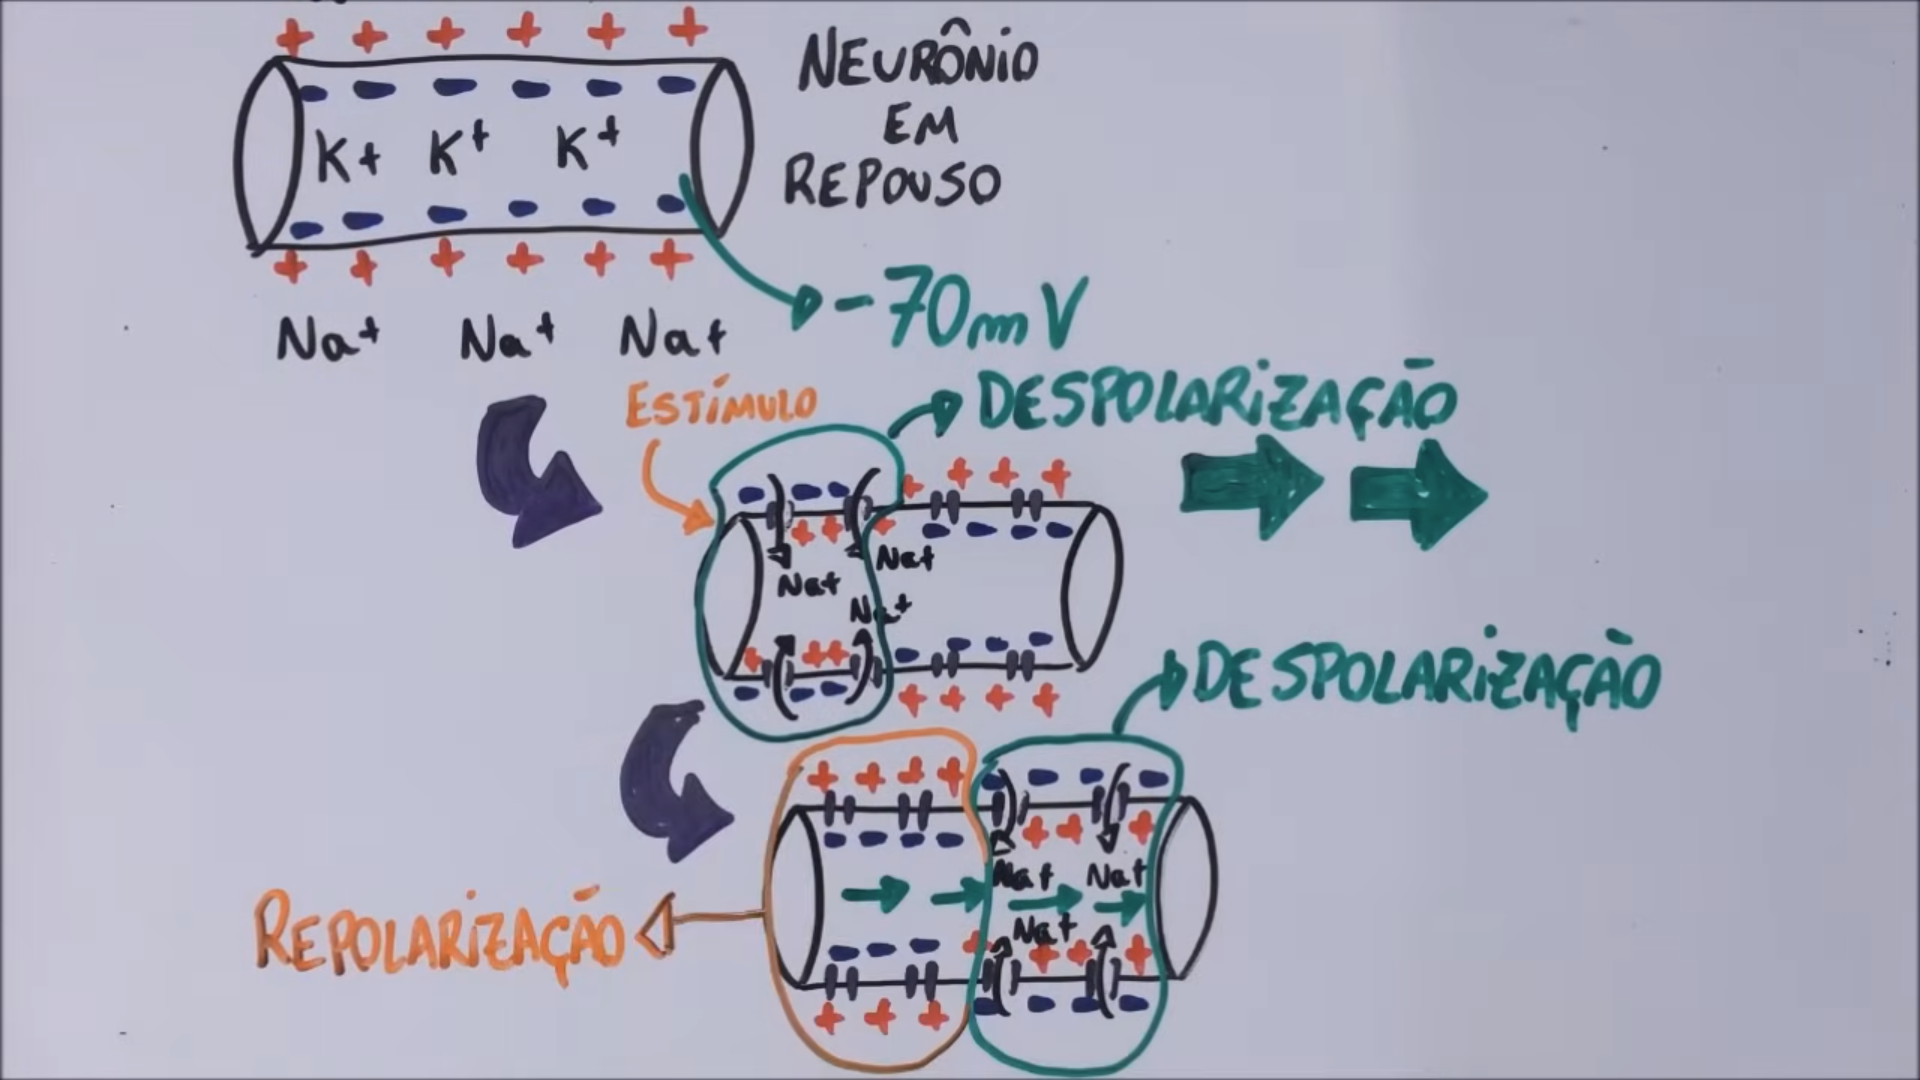 NEURÔNIO
EM
REPOUSO
K+ K+ K+
Na+ Na+ Na+
-70mV
ESTÍMULO
DESPOLARIZAÇÃO
Na+
Na+
Na+
DESPOLARIZAÇÃO
Na+ Na+
Na+
REPOLARIZAÇÃO